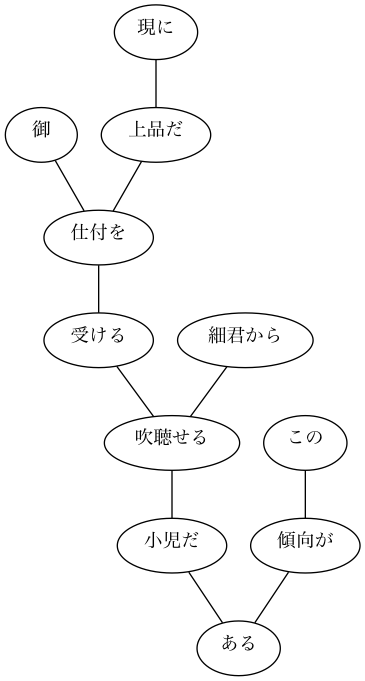 現に
御
上品だ
仕付を
受ける
細君から
吹聴せる
この
小児だ
傾向が
ある